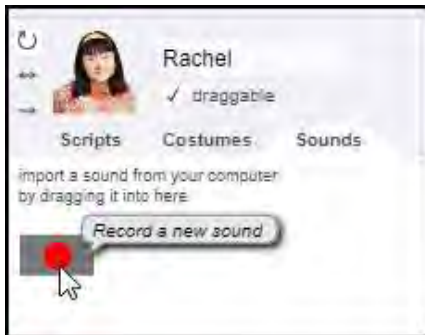 Rachel
✓ draggable
Scripts Costumes Sounds
import a sound from your computer
by dragging it into here
Record a new sound